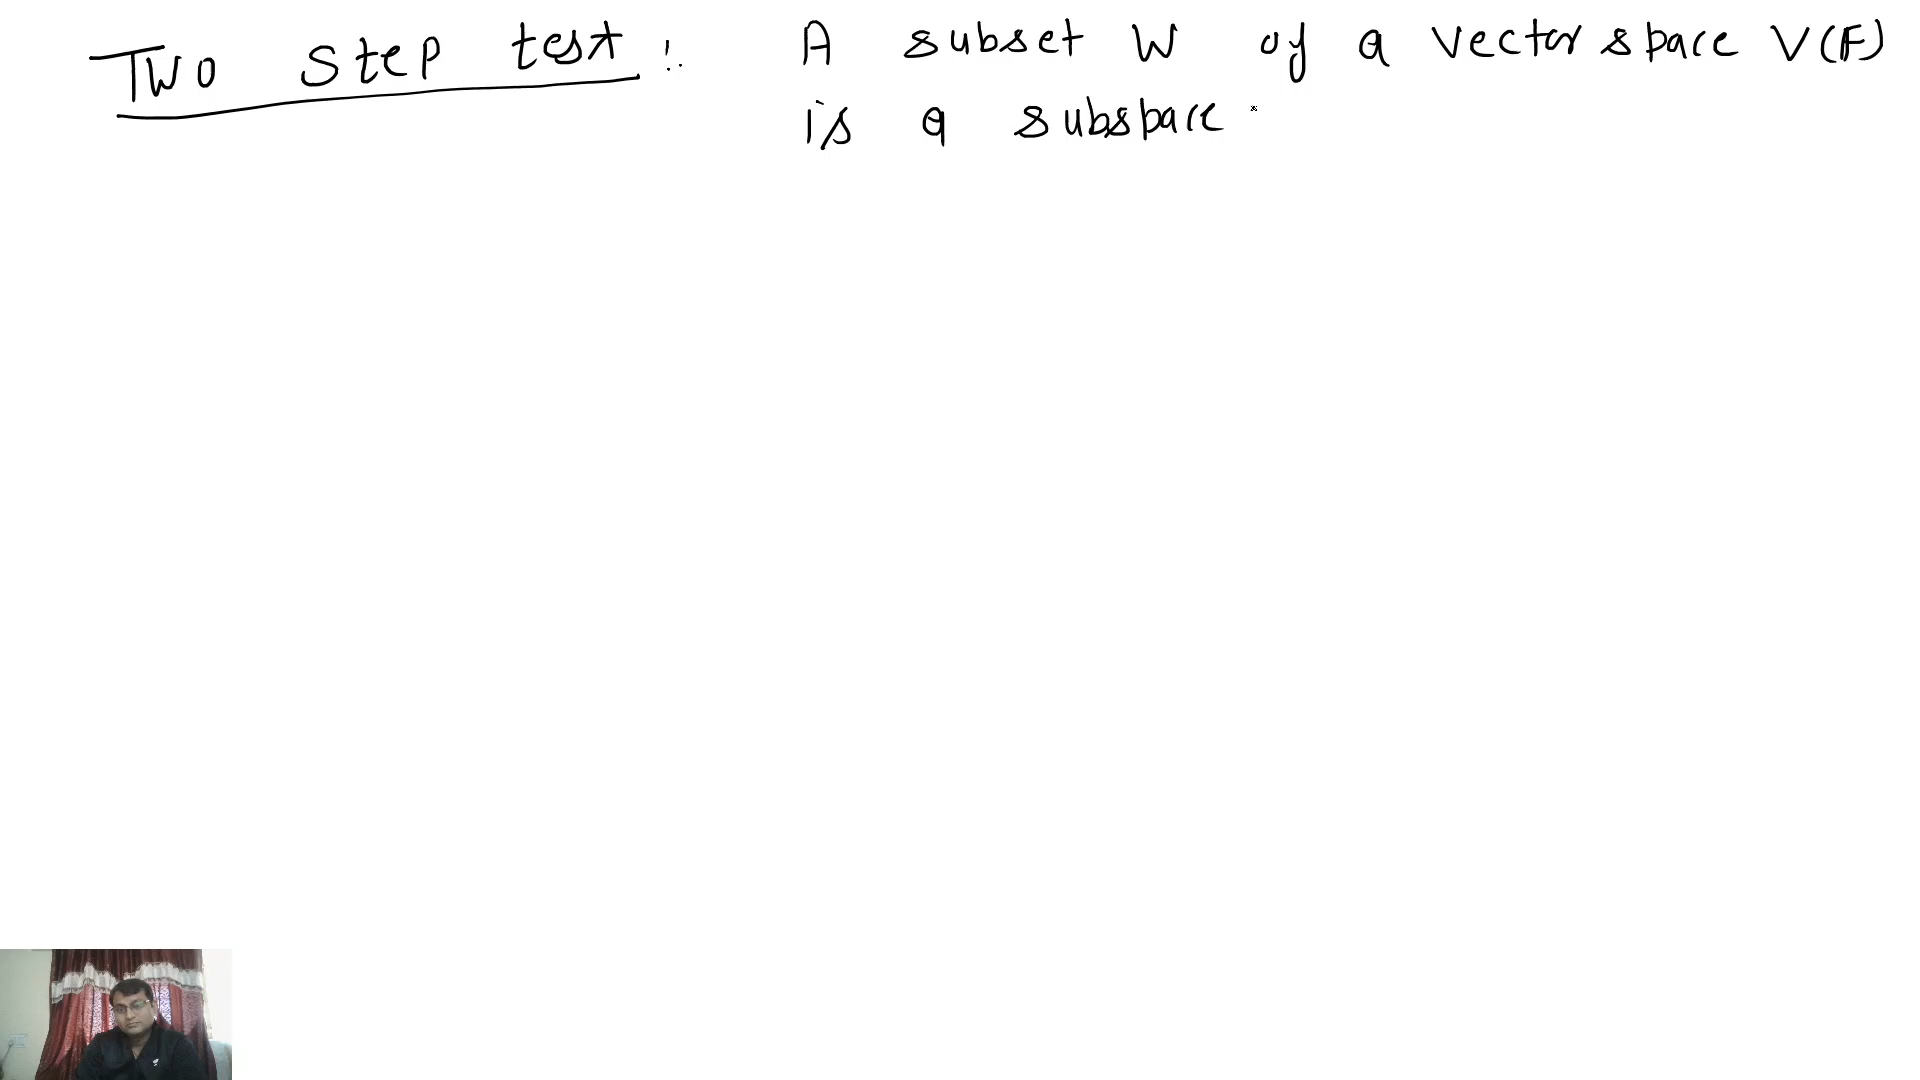 Two step test :. A subset W of a vector space V(F)
is a subspace